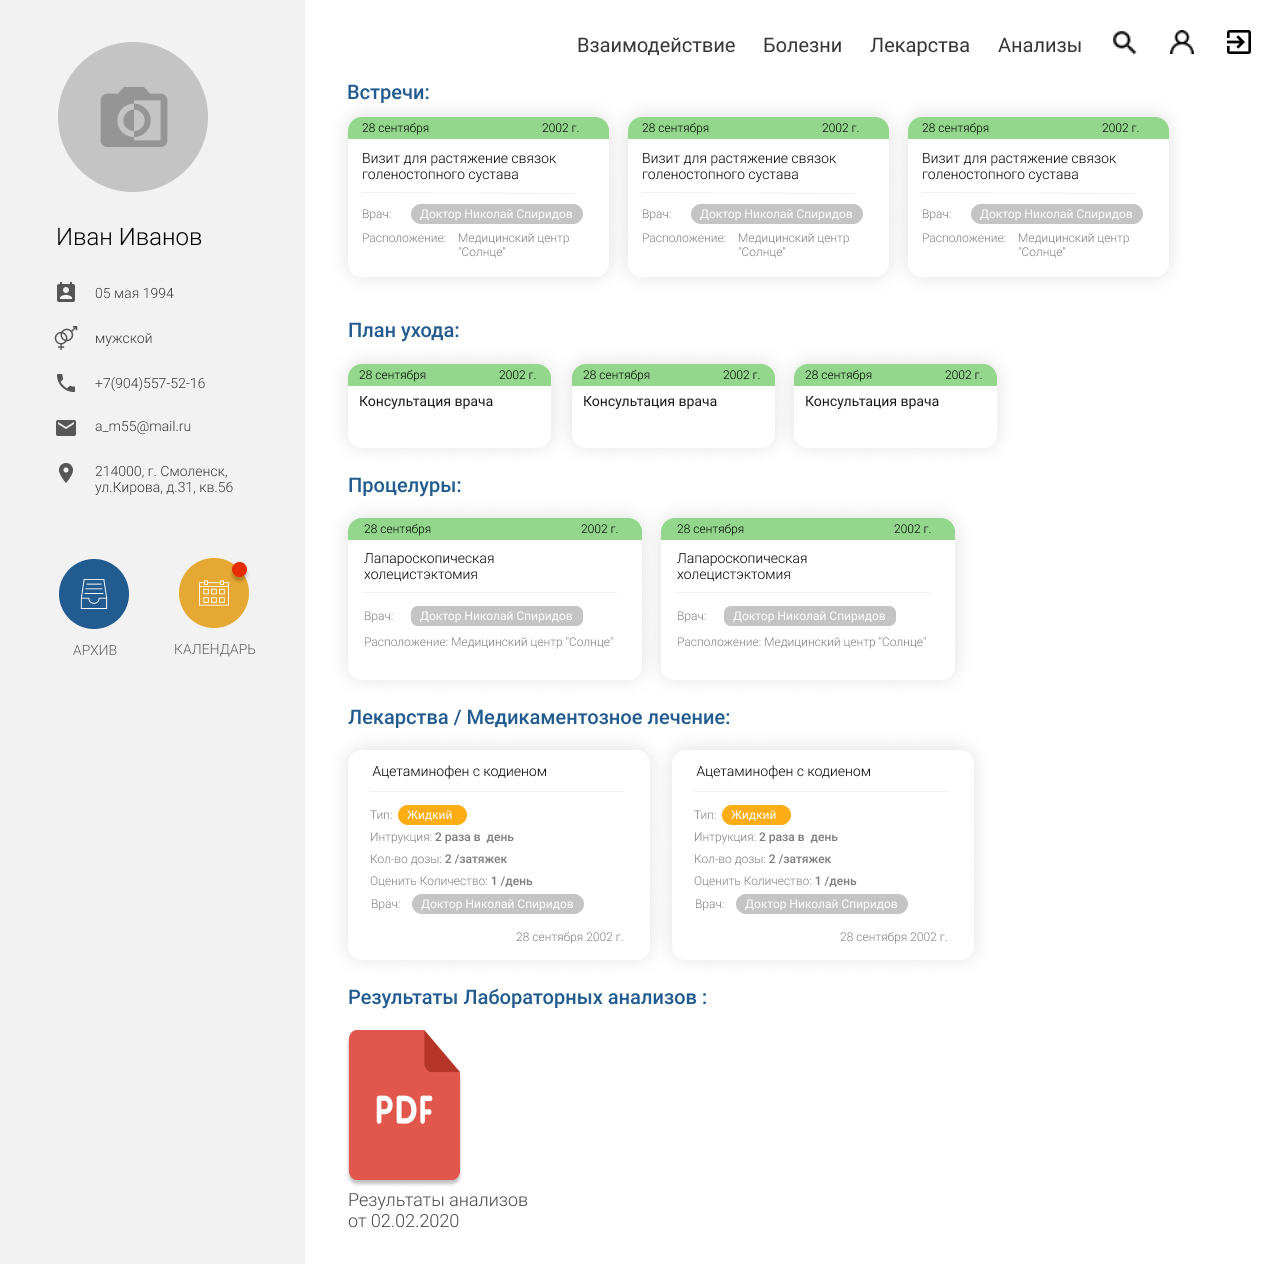 Взаимодействие Болезни Лекарства Анализы
Иван Иванов
05 мая 1994
мужской
+7(904)557-52-16
a_m55@mail.ru
214000, г. Смоленск,
ул.Кирова, д.31, кв.56
АРХИВ КАЛЕНДАРЬ
Встречи:
28 сентября 2002 г.
Визит для растяжение связок
голеностопного сустава
Врач: Доктор Николай Спиридов
Расположение: Медицинский центр
"Солнце"
28 сентября 2002 г.
Визит для растяжение связок
голеностопного сустава
Врач: Доктор Николай Спиридов
Расположение: Медицинский центр
"Солнце"
28 сентября 2002 г.
Визит для растяжение связок
голеностопного сустава
Врач: Доктор Николай Спиридов
Расположение: Медицинский центр
"Солнце"
План ухода:
28 сентября 2002 г.
Консультация врача
28 сентября 2002 г.
Консультация врача
28 сентября 2002 г.
Консультация врача
Процелуры:
28 сентября 2002 г.
Лапароскопическая
холецистэктомия
Врач: Доктор Николай Спиридов
Расположение: Медицинский центр "Солнце"
28 сентября 2002 г.
Лапароскопическая
холецистэктомия
Врач: Доктор Николай Спиридов
Расположение: Медицинский центр "Солнце"
Лекарства / Медикаментозное лечение:
Ацетаминофен с кодиеном
Тип: Жидкий
Интрукция: 2 раза в день
Кол-во дозы: 2 /затяжек
Оценить Количество: 1 /день
Врач: Доктор Николай Спиридов
28 сентября 2002 г.
Ацетаминофен с кодиеном
Тип: Жидкий
Интрукция: 2 раза в день
Кол-во дозы: 2 /затяжек
Оценить Количество: 1 /день
Врач: Доктор Николай Спиридов
28 сентября 2002 г.
Результаты Лабораторных анализов :
PDF
Результаты анализов
от 02.02.2020